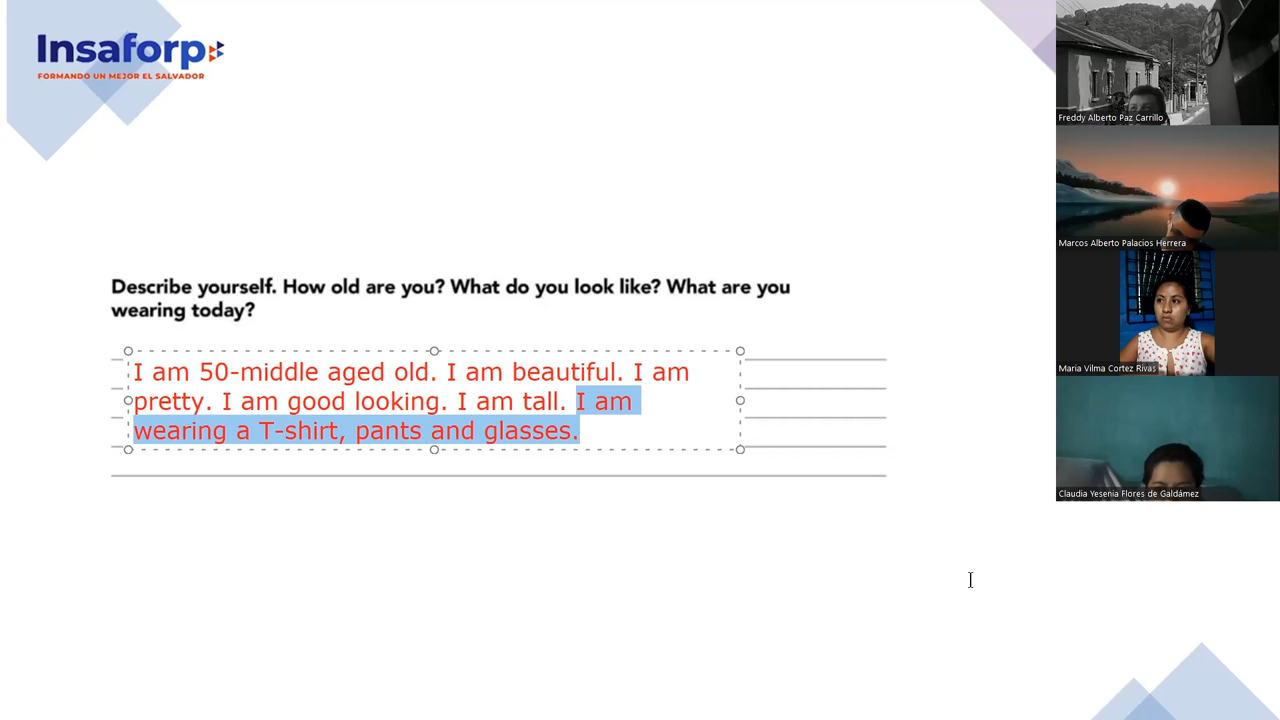 Insaforp
FORMANDO UN MEJOR EL SALVADOR
Describe yourself. How old are you? What do you look like? What are you
wearing today?
I am 50-middle aged old. I am beautiful. I am
pretty. I am good looking. I am tall. I am
wearing a T-shirt, pants and glasses.
Freddy Alberto Paz Carrillo
Marcos Alberto Palacios Herrera
Maria Vilma Cortez Rivas
Claudia Yesenia Flores de Galdámez